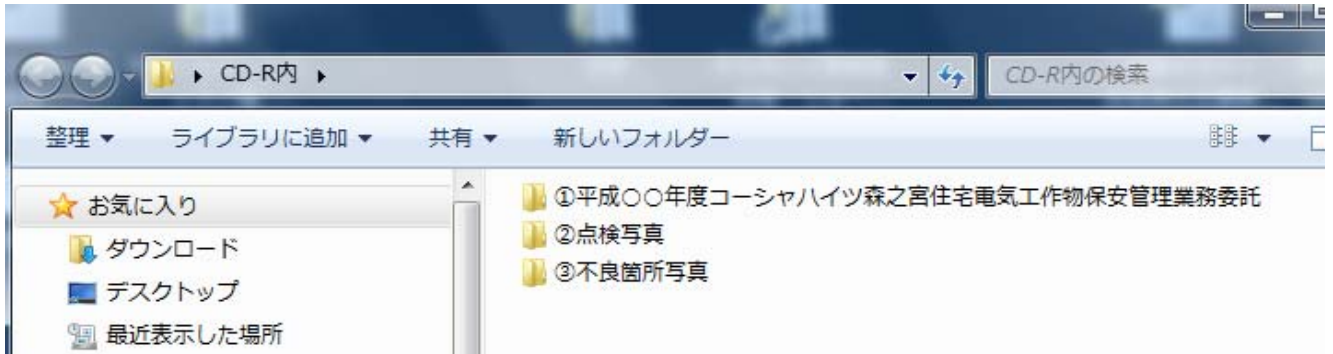 CD-R内
CD-R内の検索
整理 ライブラリに追加 共有 新しいフォルダー
お気に入り
ダウンロード
デスクトップ
最近表示した場所
①平成○○年度コーシャハイツ森之宮住宅電気工作物保安管理業務委託
②点検写真
③不良箇所写真